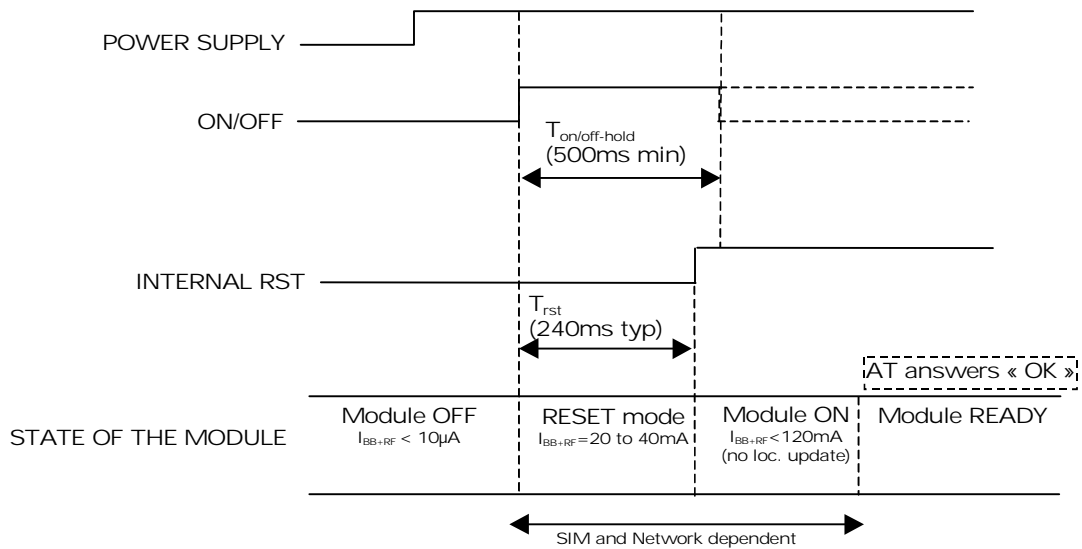 POWER SUPPLY
ON/OFF
Ton/off-hold
(500ms min)
INTERNAL RST
Trst
(240ms typ)
AT answers « OK »
STATE OF THE MODULE
Module OFF
IBB+RF < 10µA
RESET mode
IBB+RF=20 to 40mA
Module ON
IBB+RF<120mA
(no loc. update)
Module READY
SIM and Network dependent